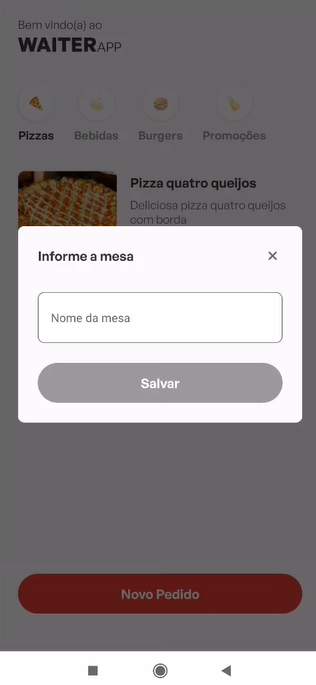 Bem vindo(a) ao
WAITERAPP
Pizzas
Bebidas
Burgers
Promoções
Pizza quatro queijos
Deliciosa pizza quatro queijos
com borda
Informe a mesa
Nome da mesa
Salvar
Novo Pedido